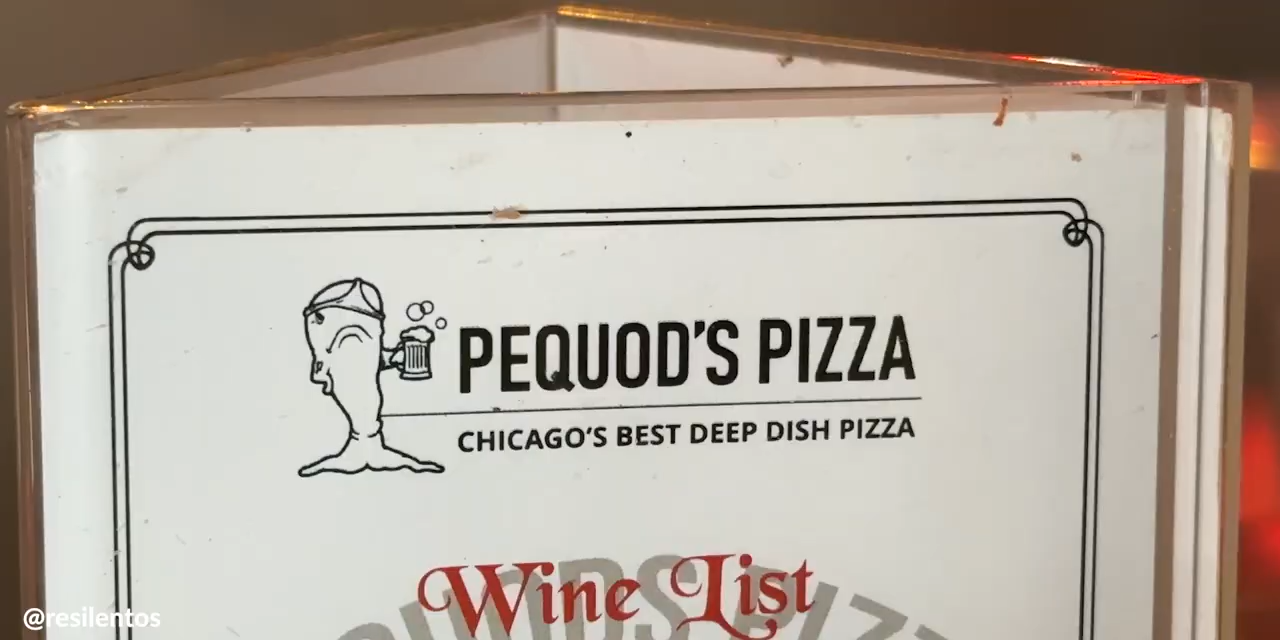 PEQUOD'S PIZZA
CHICAGO'S BEST DEEP DISH PIZZA
Wine List
@resilentos